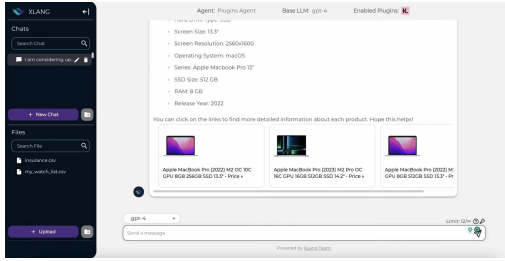 XLANG
Agent: Plugins Agent
Base LLM: gpt-4
Enabled Plugins: K.
Chats
Search Chat
I am considering up
+ New Chat
Files
Search File
insurance.csv
my_watch_list.csv
+ Upload
Hard Drive Type: SSD
Screen Size: 13.3"
Screen Resolution: 2560x1600
Operating System: macOS
Series: Apple Macbook Pro 13"
SSD Size: 512 GB
RAM: 8 GB
Release Year: 2022
You can click on the links to find more detailed information about each product. Hope this helps!
Apple MacBook Pro (2022) M2 OC 10C
GPU 8GB 256GB SSD 13.3" - Price »
Apple MacBook Pro (2023) M2 Pro OC
16C GPU 16GB 512GB SSD 14.2" - Price »
Apple MacBook Pro (2022) M
GPU 8GB 512GB SSD 13.3" - Pr
gpt-4
Limit: 12/∞
Send a message
Powered by XLang Team.